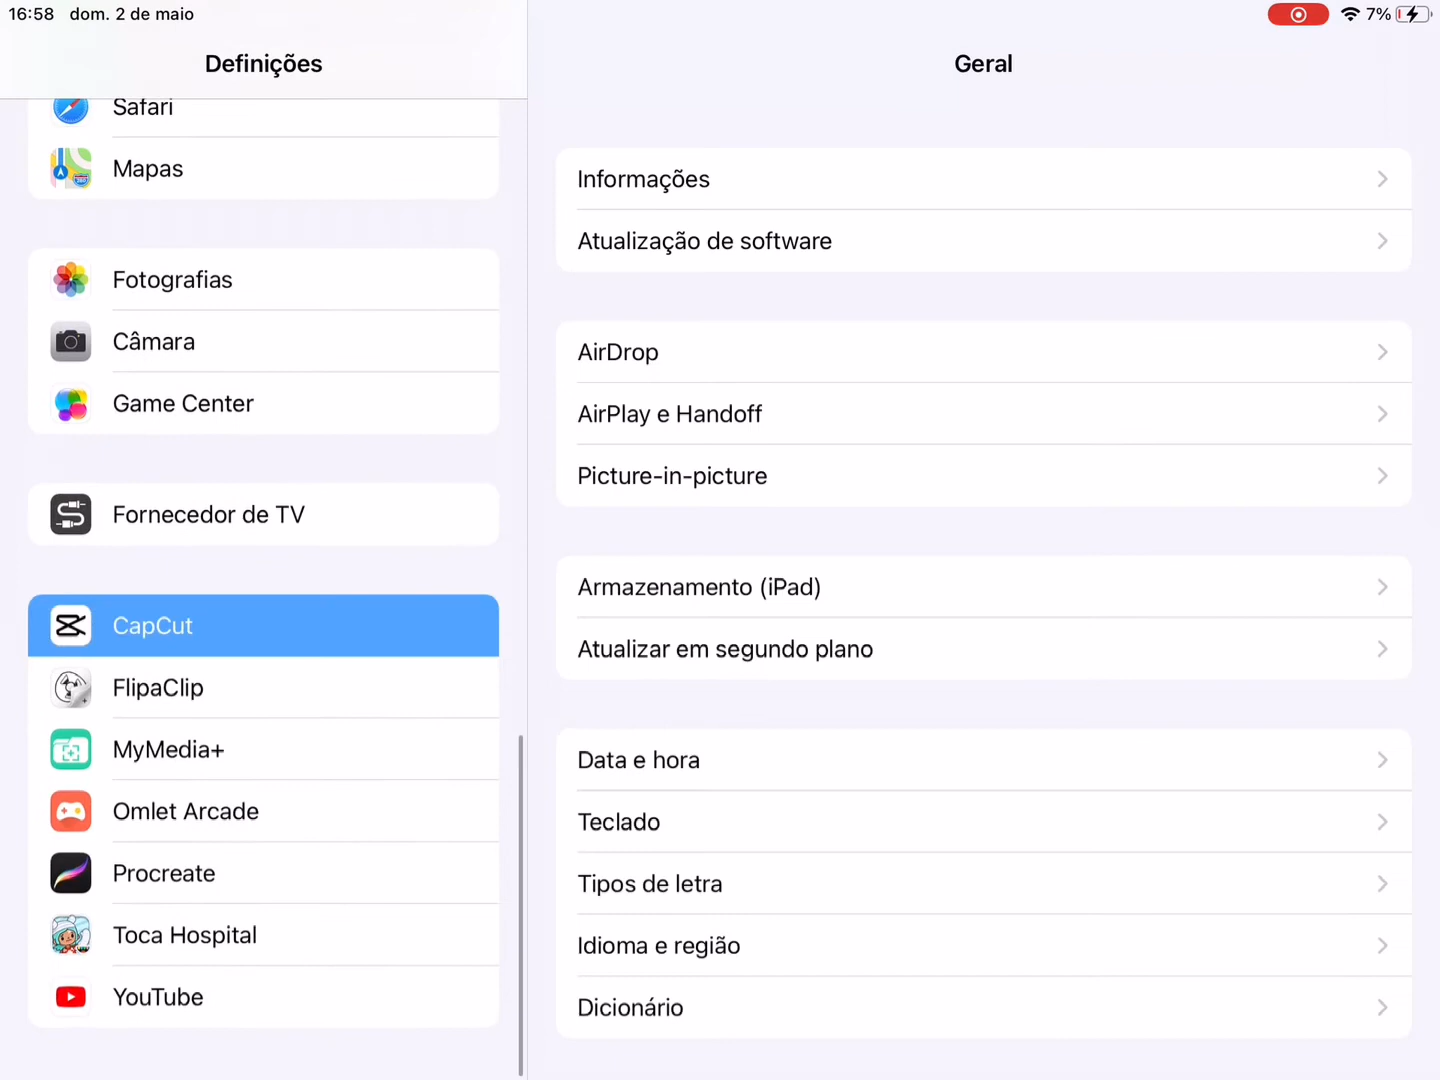 16:58 dom. 2 de maio
7%
Definições
Geral
Safari
Mapas
Fotografias
Câmara
Game Center
Fornecedor de TV
CapCut
FlipaClip
MyMedia+
Omlet Arcade
Procreate
Toca Hospital
YouTube
Informações
Atualização de software
AirDrop
AirPlay e Handoff
Picture-in-picture
Armazenamento (iPad)
Atualizar em segundo plano
Data e hora
Teclado
Tipos de letra
Idioma e região
Dicionário